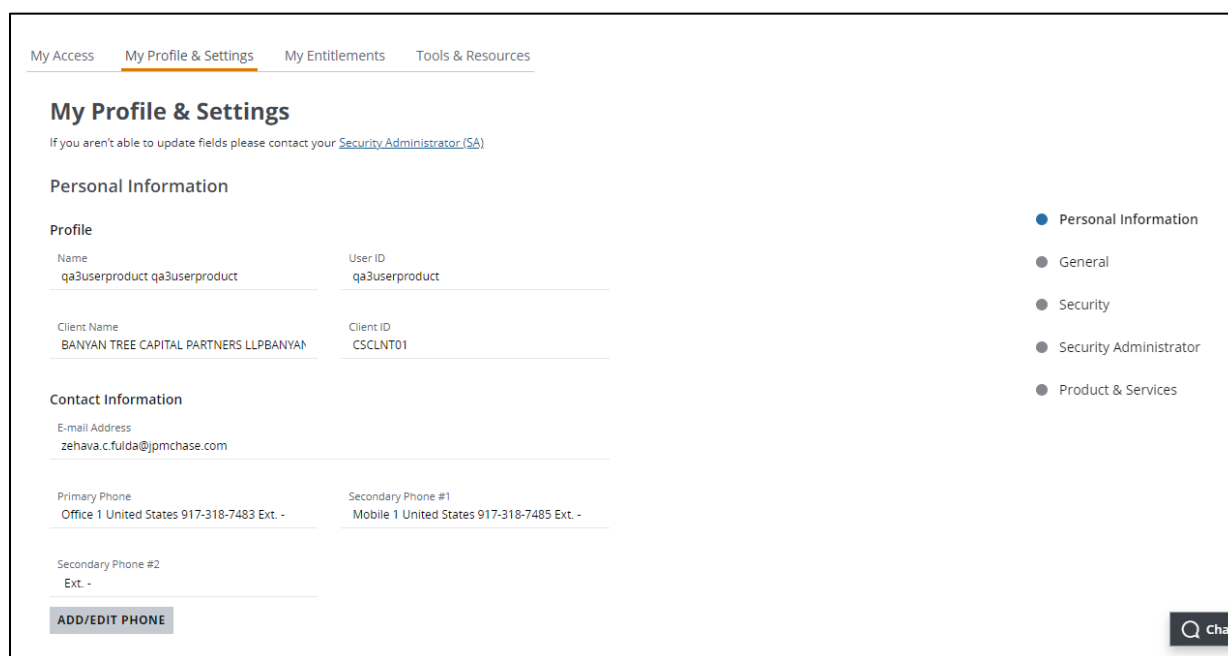 My Access My Profile & Settings My Entitlements Tools & Resources
My Profile & Settings
If you aren't able to update fields please contact your Security Administrator (SA)
Personal Information
Profile
Name User ID
qa3userproduct qa3userproduct qa3userproduct
Client Name Client ID
BANYAN TREE CAPITAL PARTNERS LLPBANYAN CSCLNT01
Contact Information
E-mail Address
zehava.c.fulda@jpmchase.com
Primary Phone Secondary Phone #1
Office 1 United States 917-318-7483 Ext. - Mobile 1 United States 917-318-7485 Ext. -
Secondary Phone #2
Ext. -
ADD/EDIT PHONE
Personal Information
General
Security
Security Administrator
Product & Services
Cha